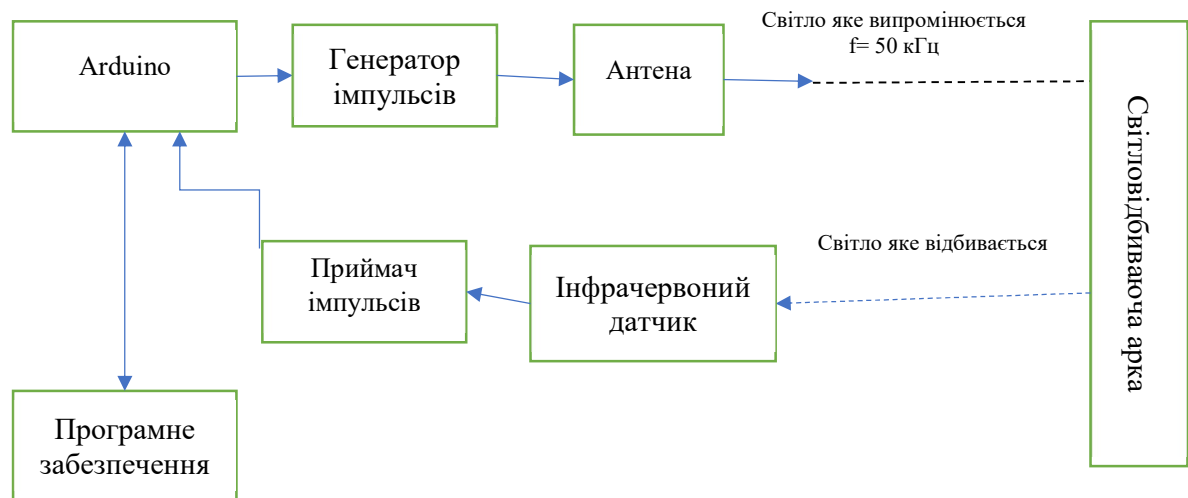 Світло яке випромінюється
f= 50 кГц
Arduino
Генератор
імпульсів
Антена
Світловідбиваюча арка
Світло яке відбивається
Приймач
імпульсів
Інфрачервоний
датчик
Програмне
забезпечення